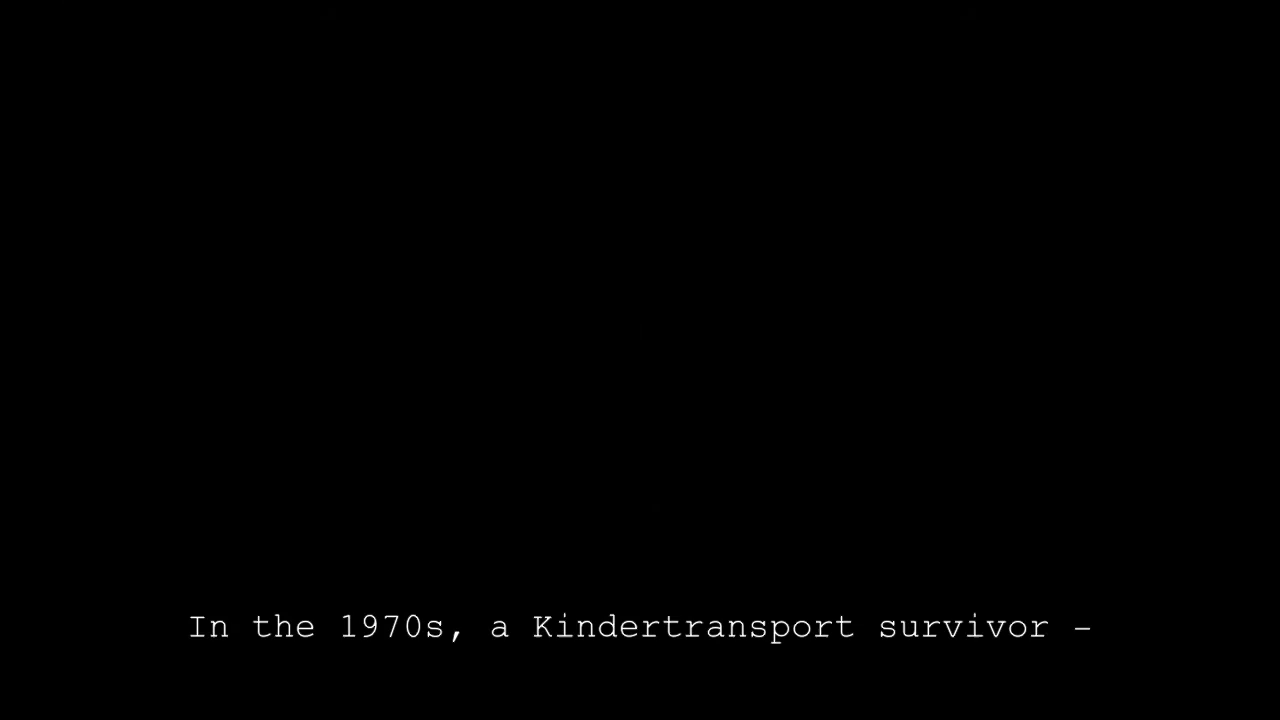 In the 1970s, a Kindertransport survivor –